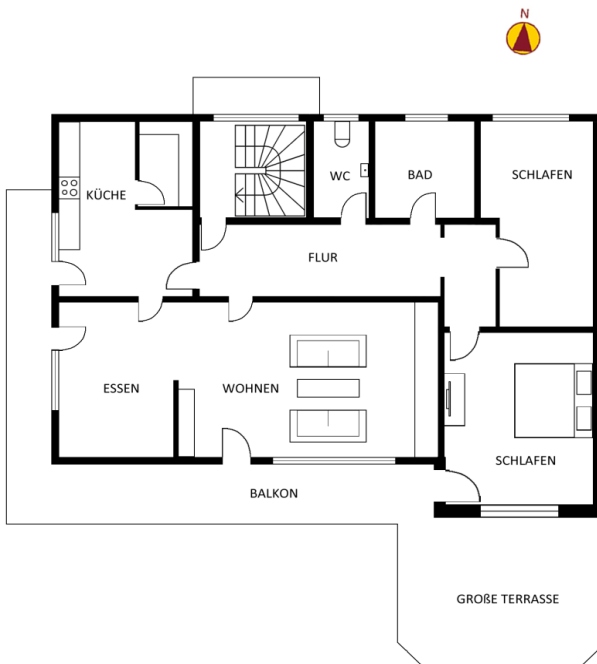 N
KÜCHE
WC
BAD
SCHLAFEN
FLUR
ESSEN
WOHNEN
SCHLAFEN
BALKON
GROßE TERRASSE